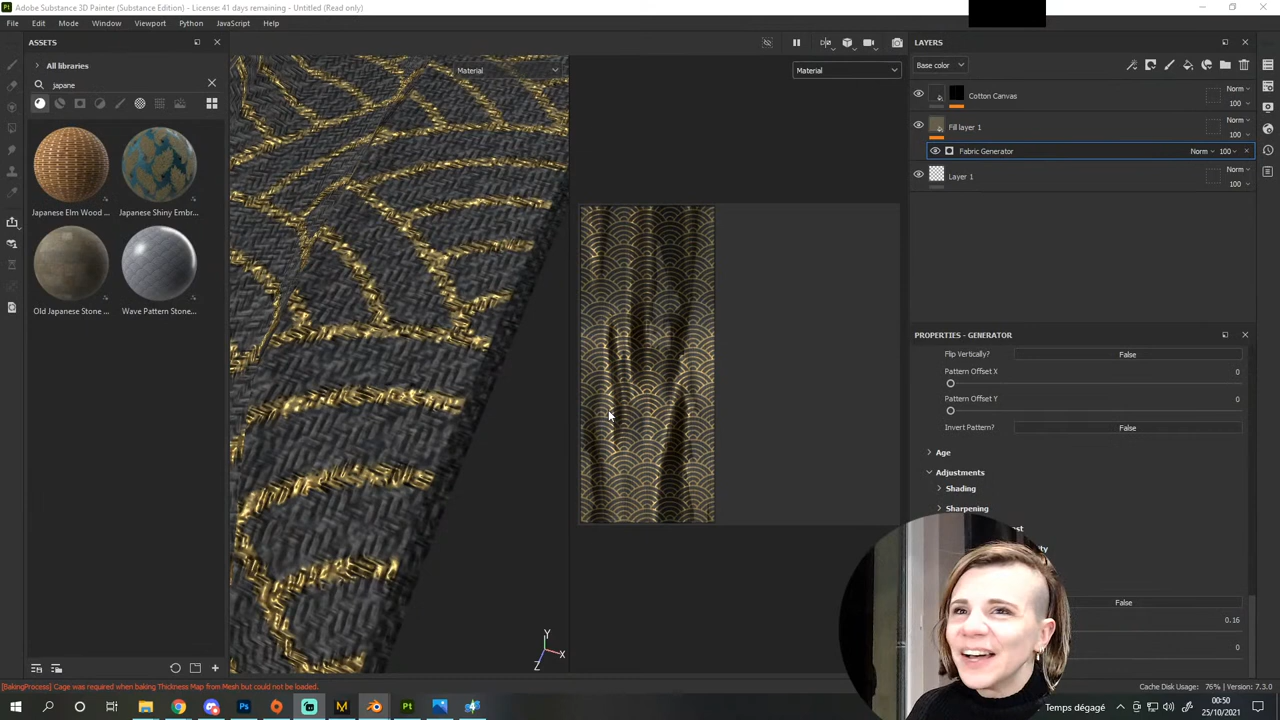 Adobe Substance 3D Painter (Substance Edition) - License: 41 days remaining - Untitled (Read only)
File Edit Mode Window Viewport Python JavaScript Help
ASSETS
All libraries
japane
Japanese Elm Wood ...
Japanese Shiny Embr...
Old Japanese Stone ...
Wave Pattern Stone...
Material
Material
LAYERS
Base color
Cotton Canvas
Norm
100
Fill layer 1
Norm
100
Fabric Generator
Norm 100
Layer 1
Norm
100
PROPERTIES - GENERATOR
Flip Vertically?
False
Pattern Offset X
0
Pattern Offset Y
0
Invert Pattern?
False
Age
Adjustments
Shading
Sharpening
False
0.16
0
Y
X
Z
[BakingProcess] Cage was required when baking Thickness Map from Mesh but could not be loaded.
Cache Disk Usage: 76% | Version: 7.3.0
Ps
Pt
Temps dégagé
00:50
25/10/2021